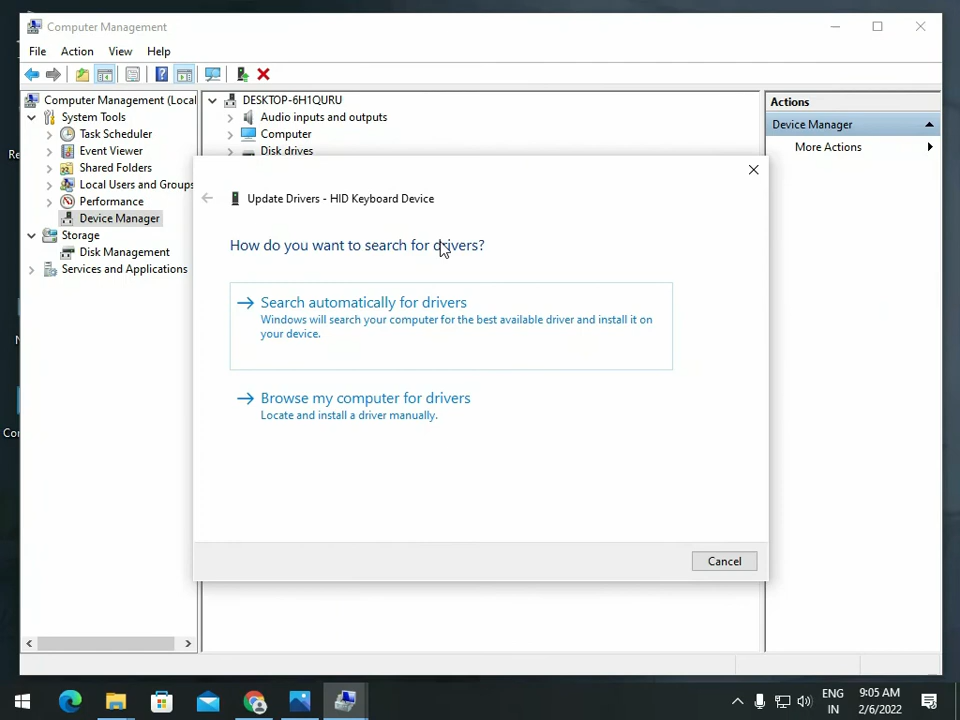 Computer Management
File Action View Help
Computer Management (Local
System Tools
Task Scheduler
Event Viewer
Shared Folders
Local Users and Groups
Performance
Device Manager
Storage
Disk Management
Services and Applications
DESKTOP-6H1QURU
Audio inputs and outputs
Computer
Disk drives
Actions
Device Manager
More Actions
Update Drivers - HID Keyboard Device
How do you want to search for drivers?
Search automatically for drivers
Windows will search your computer for the best available driver and install it on
your device.
Browse my computer for drivers
Locate and install a driver manually.
Cancel
Re
N
Co
ENG
IN
9:05 AM
2/6/2022